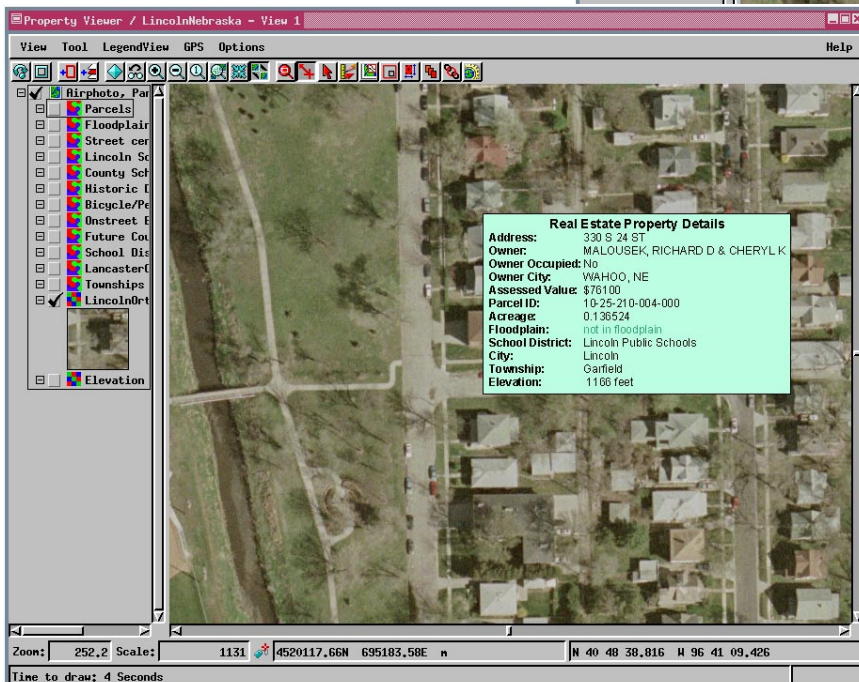 Property Viewer / LincolnNebraska - View 1
View Tool LegendView GPS Options Help
Airphoto, Par
Parcels
Floodplain
Street cen
Lincoln Sc
County Sch
Historic D
Bicycle/Pe
Onstreet B
Future Cou
School Dis
LancasterC
Townships
LincolnOrt
Elevation
Real Estate Property Details
Address: 330 S 24 ST
Owner: MALOUSEK, RICHARD D & CHERYL K
Owner Occupied: No
Owner City: WAHOO, NE
Assessed Value: $76100
Parcel ID: 10-25-210-004-000
Acreage: 0.136524
Floodplain: not in floodplain
School District: Lincoln Public Schools
City: Lincoln
Township: Garfield
Elevation: 1166 feet
Zoom: 252.2 Scale: 1131 4520117.66N 695183.58E m N 40 48 38.816 W 96 41 09.426
Time to draw: 4 Seconds